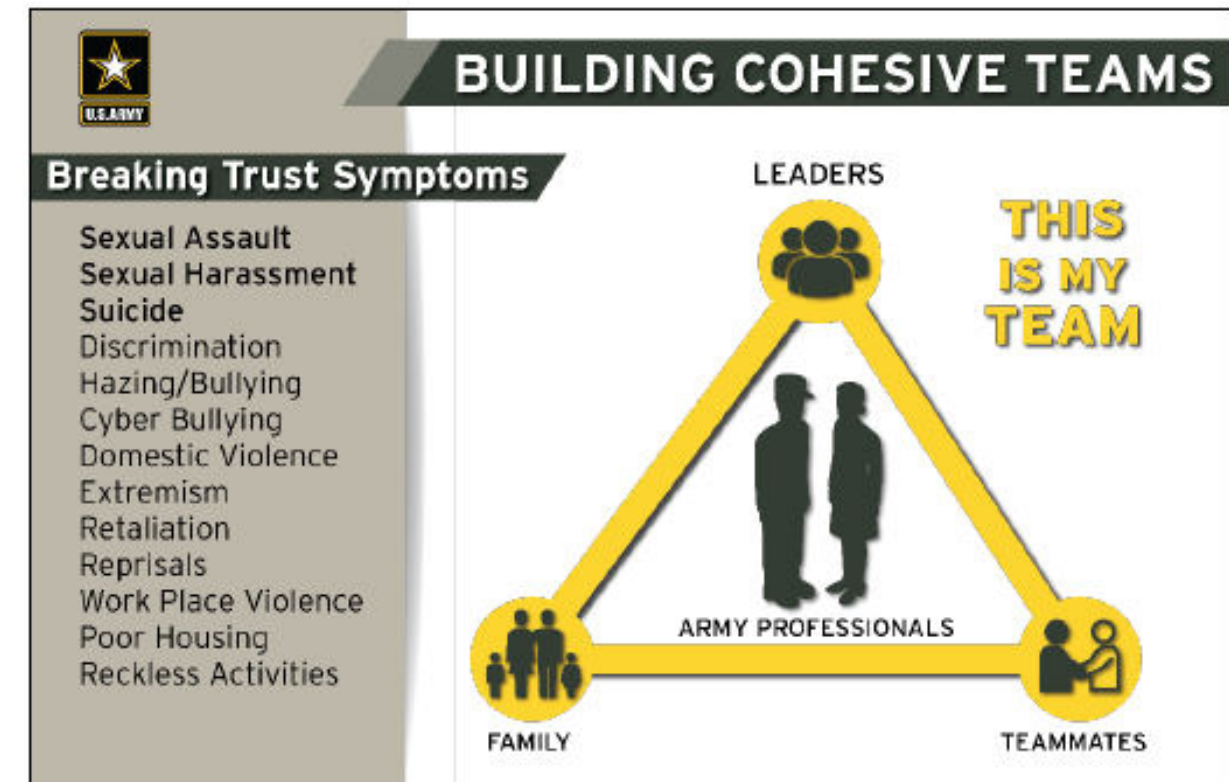 U.S.ARMY
BUILDING COHESIVE TEAMS
Breaking Trust Symptoms
Sexual Assault
Sexual Harassment
Suicide
Discrimination
Hazing/Bullying
Cyber Bullying
Domestic Violence
Extremism
Retaliation
Reprisals
Work Place Violence
Poor Housing
Reckless Activities
LEADERS
THIS
IS MY
TEAM
ARMY PROFESSIONALS
FAMILY
TEAMMATES